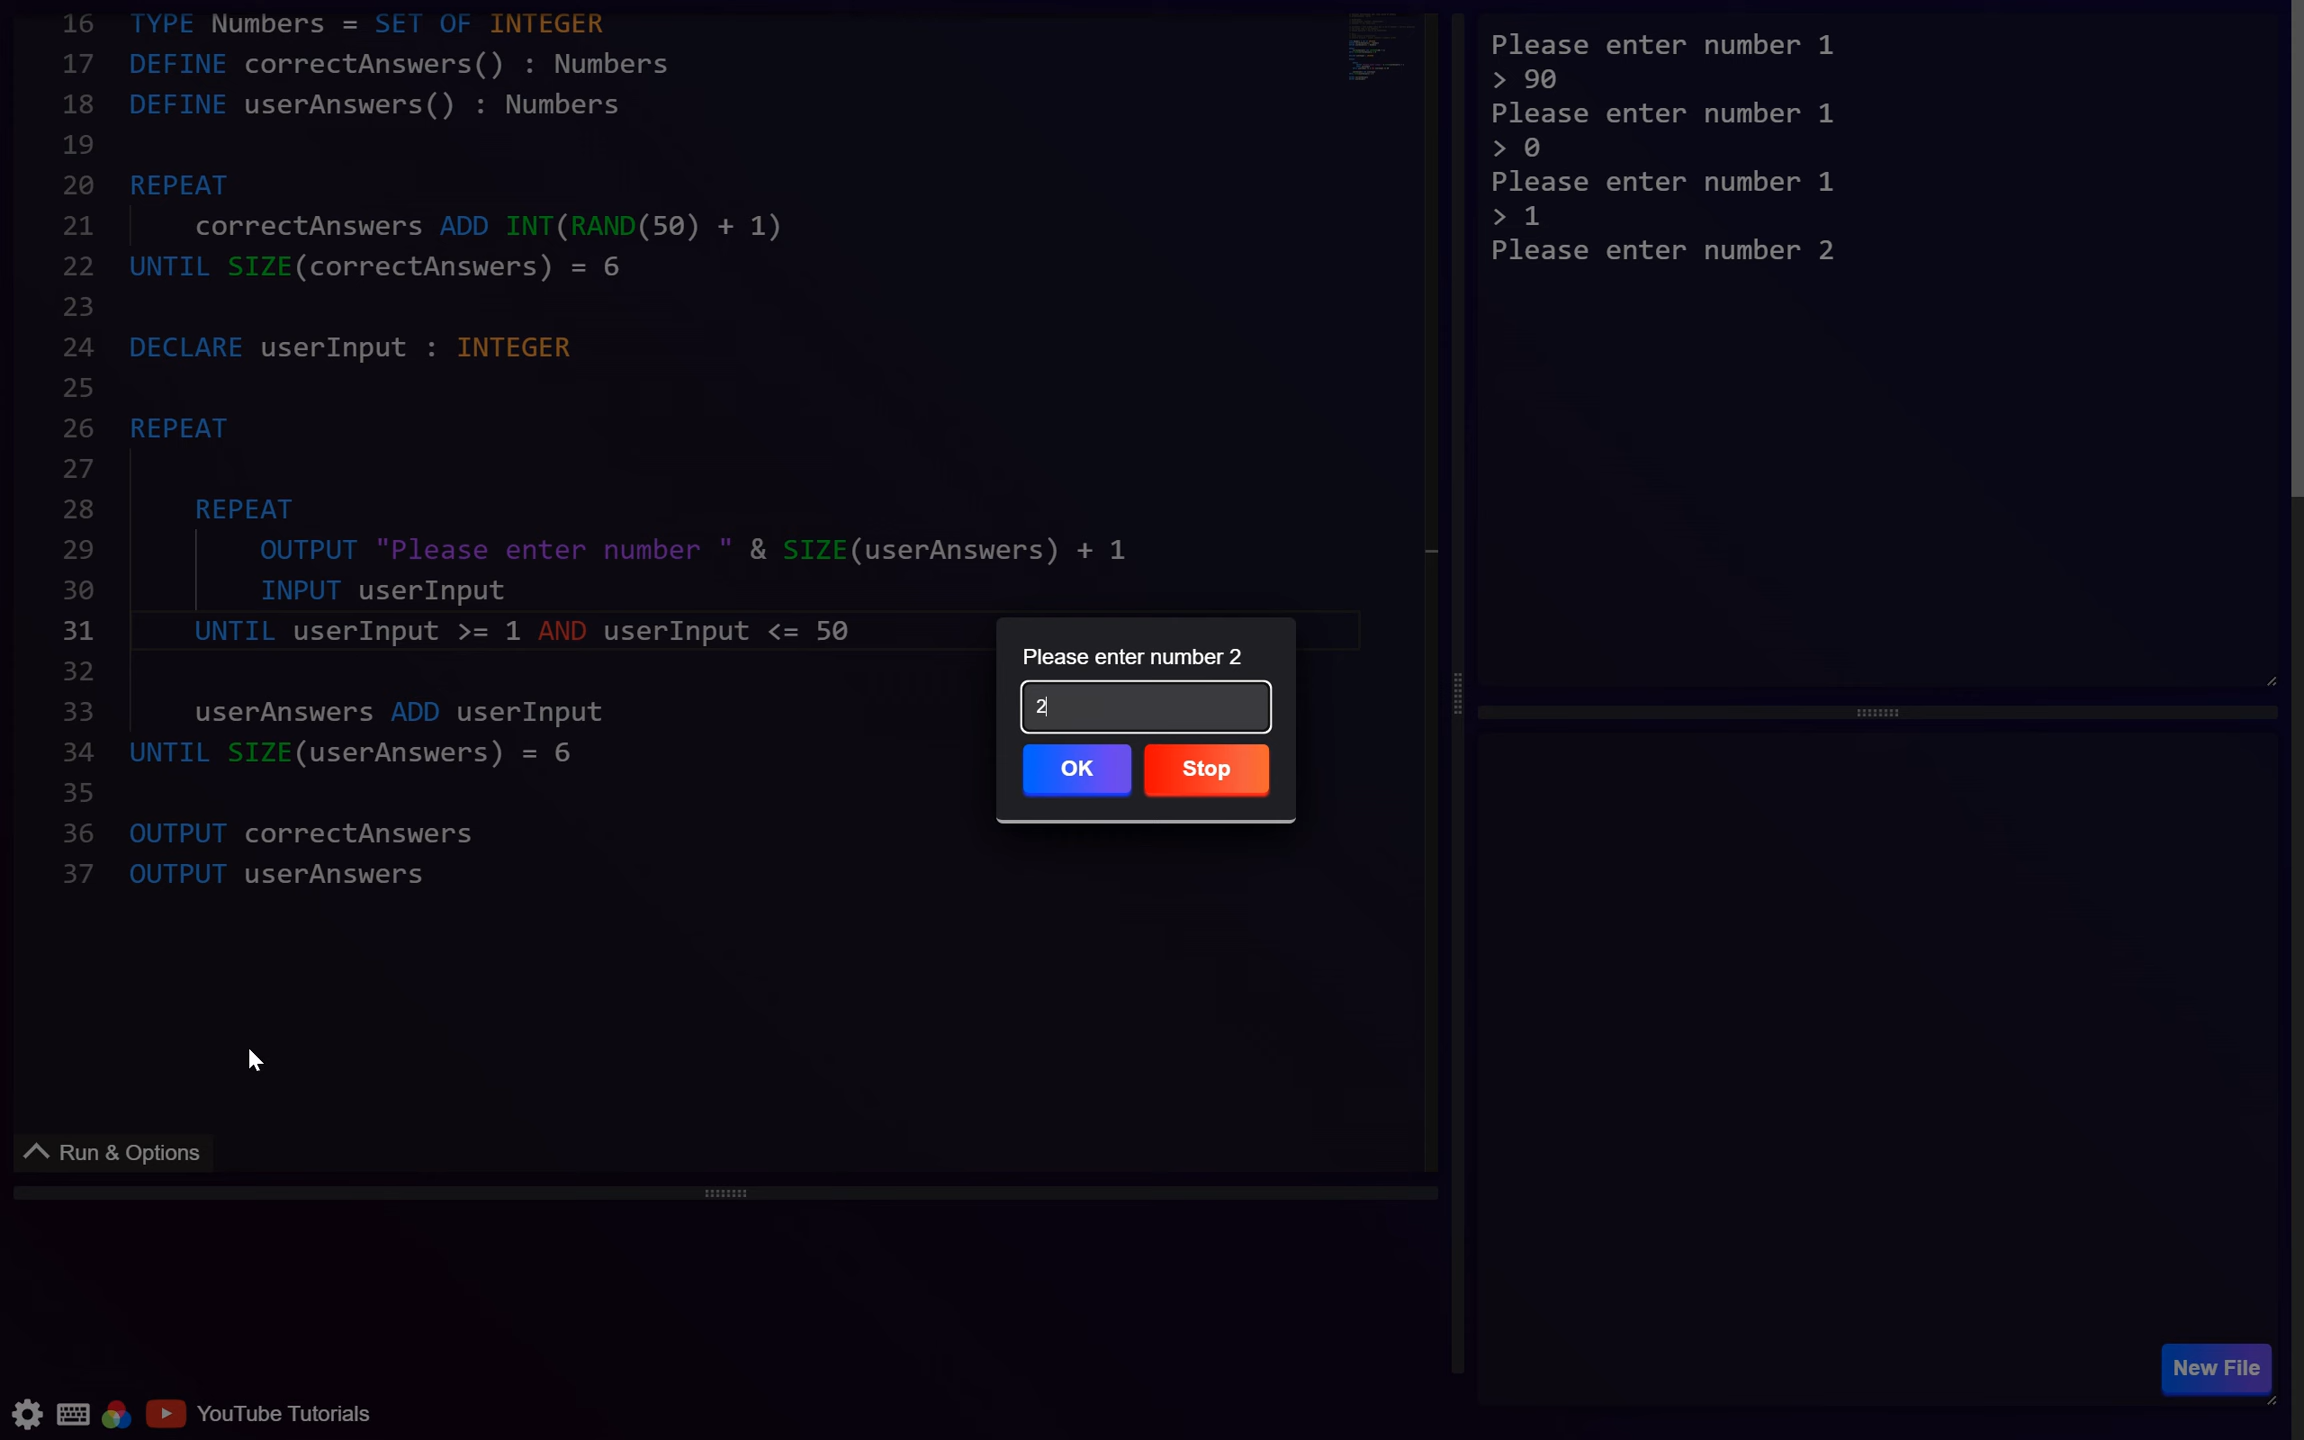 16 TYPE Numbers = SET OF INTEGER
17 DEFINE correctAnswers() : Numbers
18 DEFINE userAnswers() : Numbers
19
20 REPEAT
21 correctAnswers ADD INT(RAND(50) + 1)
22 UNTIL SIZE(correctAnswers) = 6
23
24 DECLARE userInput : INTEGER
25
26 REPEAT
27
28 REPEAT
29 OUTPUT "Please enter number " & SIZE(userAnswers) + 1
30 INPUT userInput
31 UNTIL userInput >= 1 AND userInput <= 50
32
33 userAnswers ADD userInput
34 UNTIL SIZE(userAnswers) = 6
35
36 OUTPUT correctAnswers
37 OUTPUT userAnswers
Run & Options
YouTube Tutorials
Please enter number 2
2
OK Stop
Please enter number 1
> 90
Please enter number 1
> 0
Please enter number 1
> 1
Please enter number 2
New File